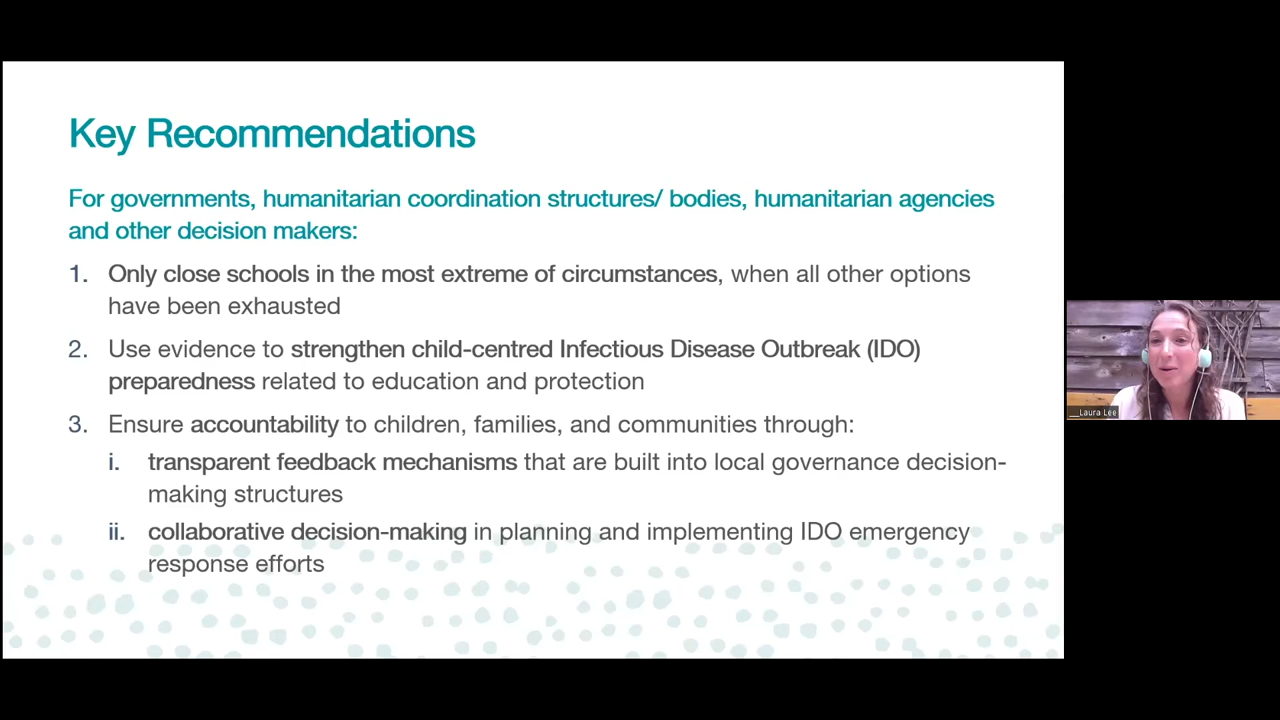 Key Recommendations
For governments, humanitarian coordination structures/ bodies, humanitarian agencies
and other decision makers:
1. Only close schools in the most extreme of circumstances, when all other options
have been exhausted
2. Use evidence to strengthen child-centred Infectious Disease Outbreak (IDO)
preparedness related to education and protection
3. Ensure accountability to children, families, and communities through:
i. transparent feedback mechanisms that are built into local governance decision-
making structures
ii. collaborative decision-making in planning and implementing IDO emergency
response efforts
__Laura Lee